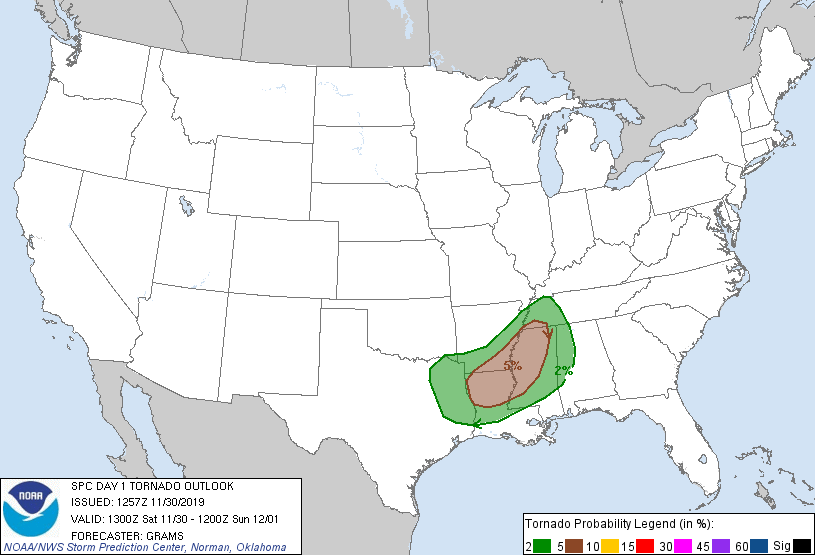 5%
2%
NOAA
SPC DAY 1 TORNADO OUTLOOK
ISSUED: 1257Z 11/30/2019
VALID: 1300Z Sat 11/30 - 1200Z Sun 12/01
FORECASTER: GRAMS
NOAA/NWS Storm Prediction Center, Norman, Oklahoma
Tornado Probability Legend (in %):
2 5 10 15 30 45 60 Sig